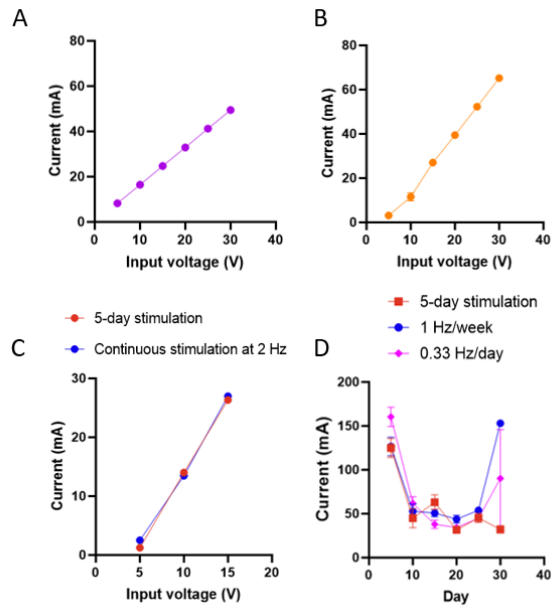 A
80
60
40
20
0
Current (mA)
0 10 20 30 40
Input voltage (V)
B
80
60
40
20
0
Current (mA)
0 10 20 30 40
Input voltage (V)
5-day stimulation
Continuous stimulation at 2 Hz
5-day stimulation
1 Hz/week
0.33 Hz/day
C
30
20
10
0
Current (mA)
0 5 10 15 20
Input voltage (V)
D
200
150
100
50
0
Current (mA)
0 10 20 30 40
Day